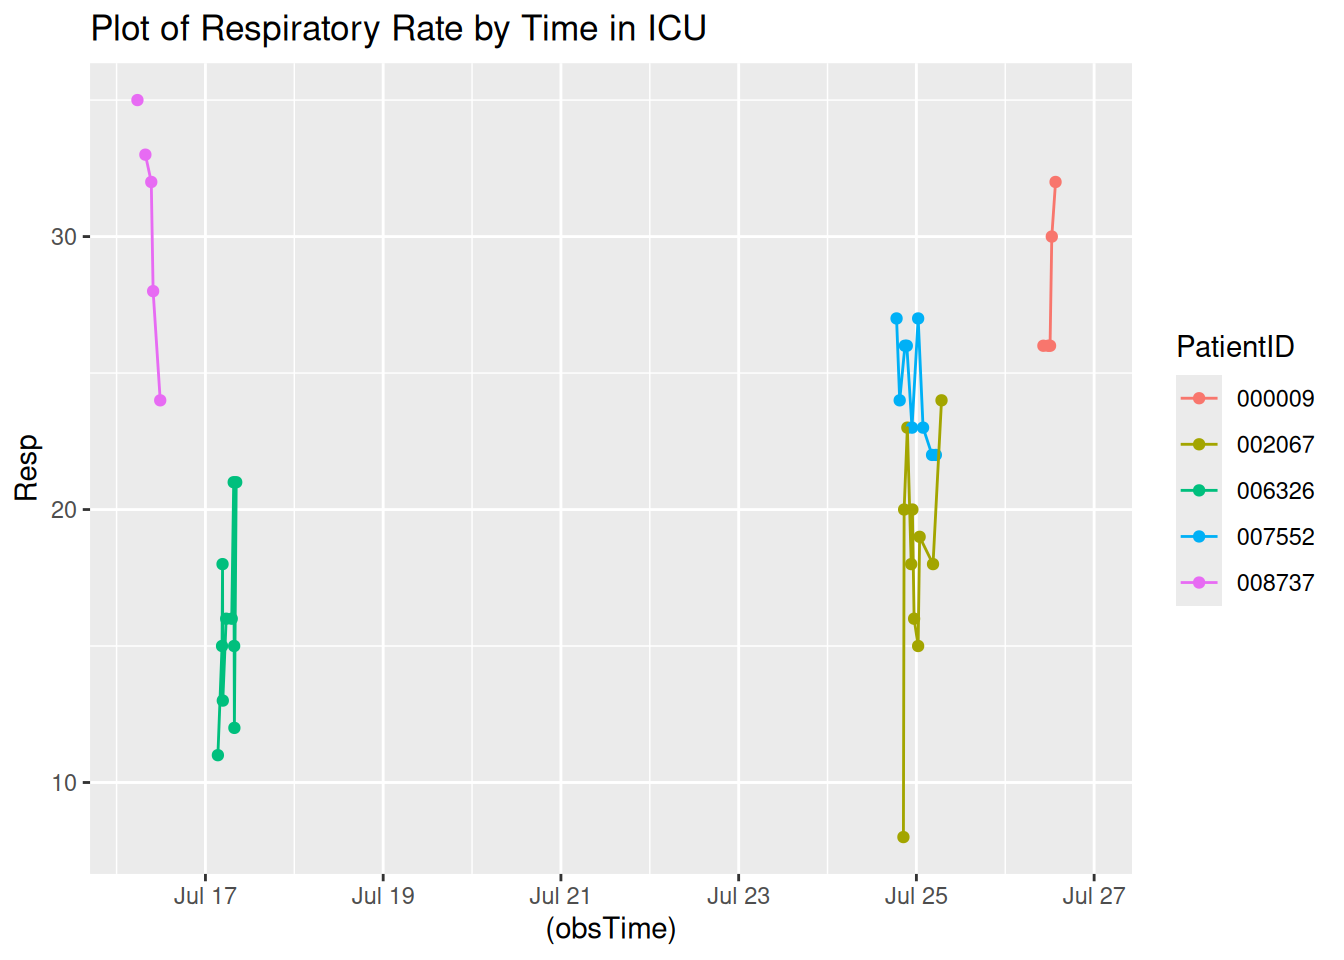 Plot of Respiratory Rate by Time in ICU
Resp
30
20
10
Jul 17 Jul 19 Jul 21 Jul 23 Jul 25 Jul 27
(obsTime)
PatientID
000009
002067
006326
007552
008737